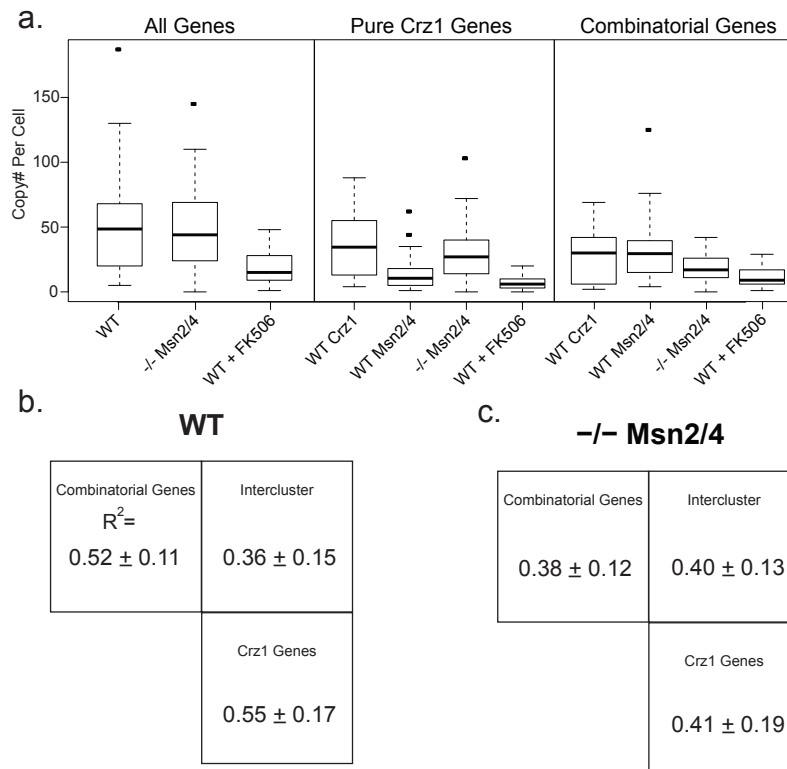 a.
All Genes
Pure Crz1 Genes
Combinatorial Genes
Copy# Per Cell
150
100
50
0
WT
-/- Msn2/4
WT + FK506
WT Crz1
WT Msn2/4
-/- Msn2/4
WT + FK506
WT Crz1
WT Msn2/4
-/- Msn2/4
WT + FK506
b.
WT
Combinatorial Genes
R²=
0.52 ± 0.11
Intercluster
0.36 ± 0.15
Crz1 Genes
0.55 ± 0.17
c.
−/− Msn2/4
Combinatorial Genes
0.38 ± 0.12
Intercluster
0.40 ± 0.13
Crz1 Genes
0.41 ± 0.19